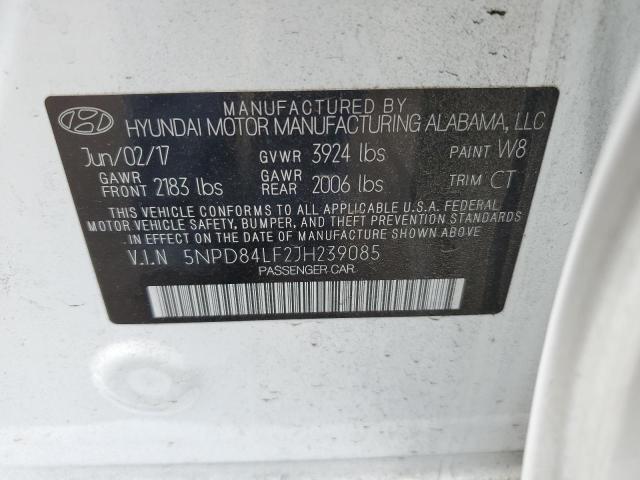 MANUFACTURED BY
HYUNDAI MOTOR MANUFACTURING ALABAMA, LLC
Jun/02/17 GVWR 3924 lbs PAINT W8
GAWR FRONT 2183 lbs GAWR REAR 2006 lbs TRIM CT
THIS VEHICLE CONFORMS TO ALL APPLICABLE U.S.A. FEDERAL
MOTOR VEHICLE SAFETY, BUMPER, AND THEFT PREVENTION STANDARDS
IN EFFECT ON THE DATE OF MANUFACTURE SHOWN ABOVE.
V.I.N 5NPD84LF2JH239085
PASSENGER CAR